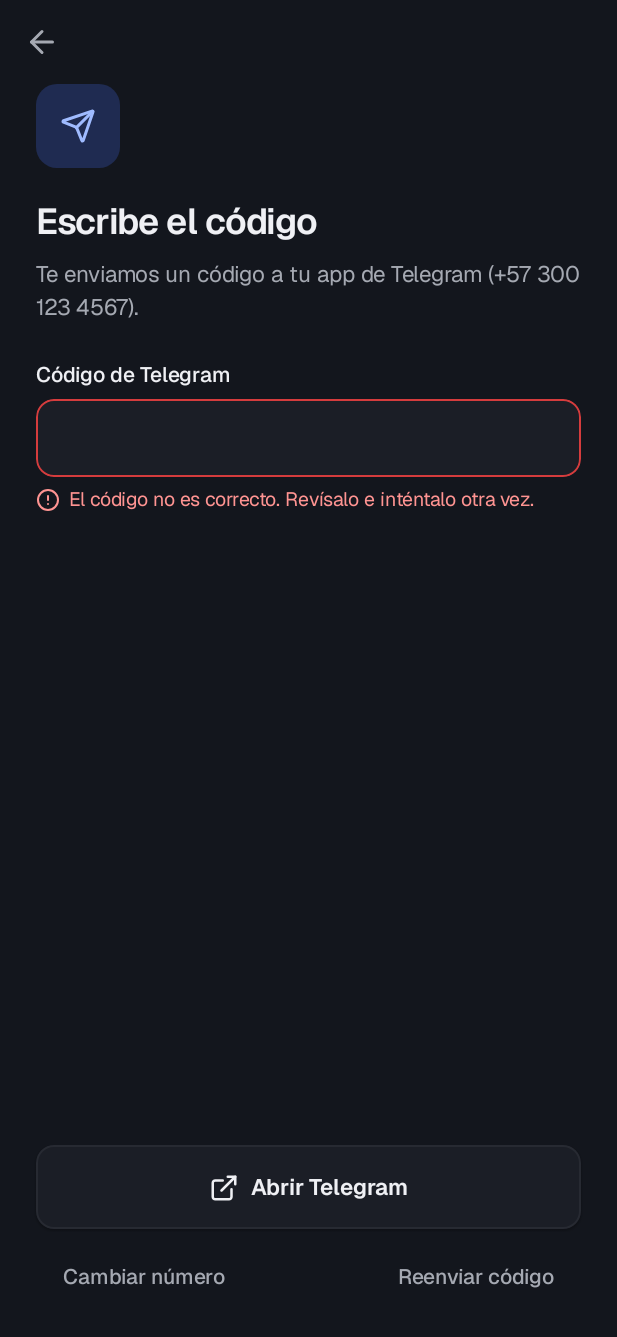 Escribe el código
Te enviamos un código a tu app de Telegram (+57 300
123 4567).
Código de Telegram
El código no es correcto. Revísalo e inténtalo otra vez.
Abrir Telegram
Cambiar número
Reenviar código